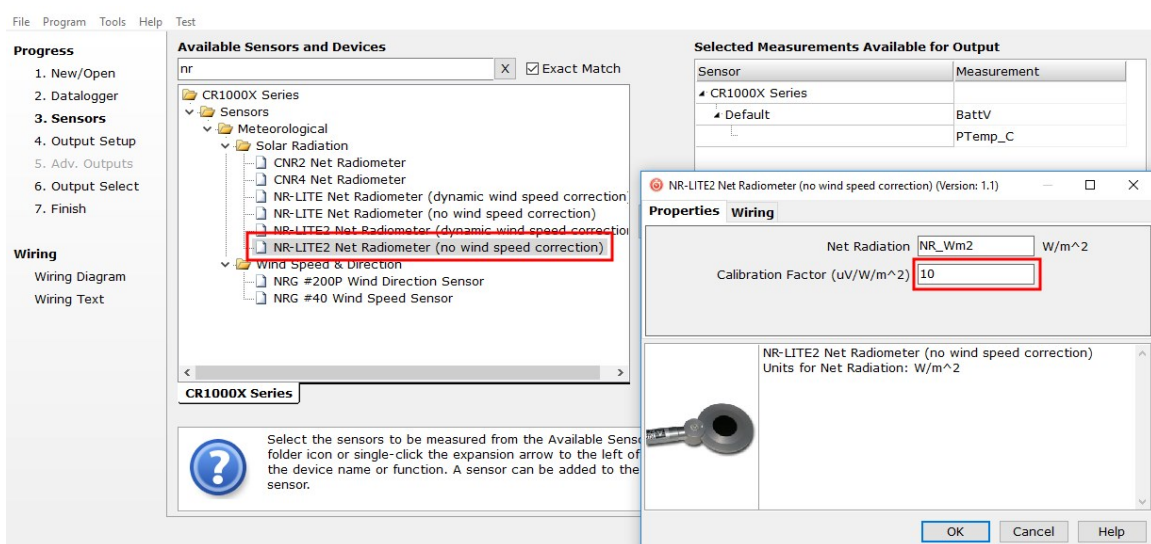 File Program Tools Help Test
Progress
1. New/Open
2. Datalogger
3. Sensors
4. Output Setup
5. Adv. Outputs
6. Output Select
7. Finish
Wiring
Wiring Diagram
Wiring Text
Available Sensors and Devices
nr
X
Exact Match
CR1000X Series
Sensors
Meteorological
Solar Radiation
CNR2 Net Radiometer
CNR4 Net Radiometer
NR-LITE Net Radiometer (dynamic wind speed correction
NR-LITE Net Radiometer (no wind speed correction)
NR-LITE2 Net Radiometer (dynamic wind speed correction
NR-LITE2 Net Radiometer (no wind speed correction)
Wind Speed & Direction
NRG #200P Wind Direction Sensor
NRG #40 Wind Speed Sensor
CR1000X Series
Select the sensors to be measured from the Available Sens
folder icon or single-click the expansion arrow to the left of
the device name or function. A sensor can be added to the
sensor.
Selected Measurements Available for Output
Sensor Measurement
CR1000X Series
Default BattV
PTemp_C
NR-LITE2 Net Radiometer (no wind speed correction) (Version: 1.1)
Properties Wiring
Net Radiation NR_Wm2 W/m^2
Calibration Factor (uV/W/m^2) 10
NR-LITE2 Net Radiometer (no wind speed correction)
Units for Net Radiation: W/m^2
OK Cancel Help